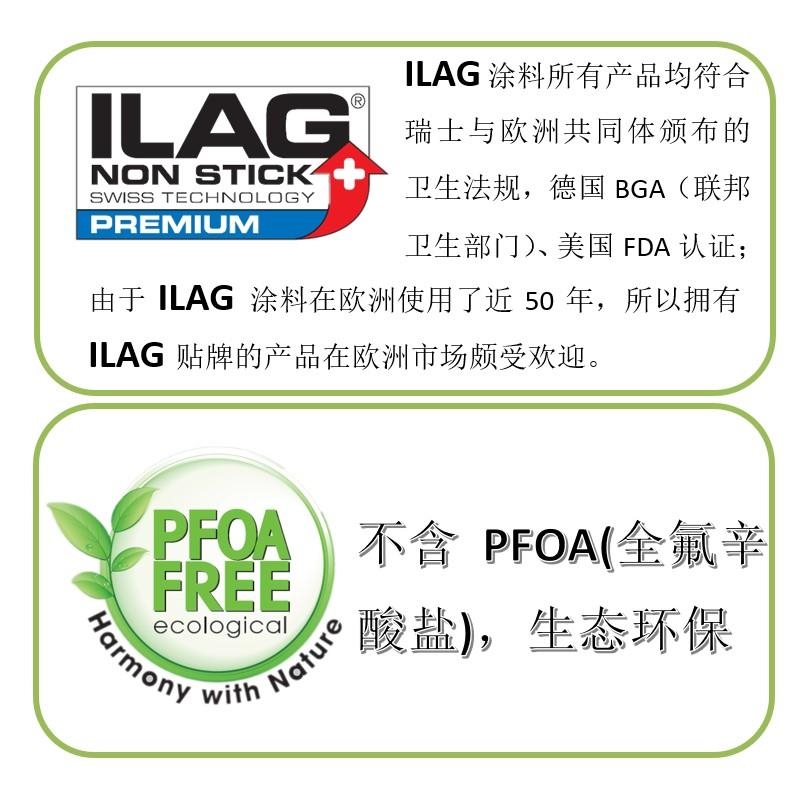 ILAG®
NON STICK
SWISS TECHNOLOGY
PREMIUM
ILAG 涂料所有产品均符合
瑞士与欧洲共同体颁布的
卫生法规，德国 BGA（联邦
卫生部门）、美国 FDA 认证；
由于 ILAG 涂料在欧洲使用了近 50 年，所以拥有
ILAG 贴牌的产品在欧洲市场颇受欢迎。
PFOA
FREE
ecological
Harmony with Nature
不含 PFOA(全氟辛
酸盐)，生态环保